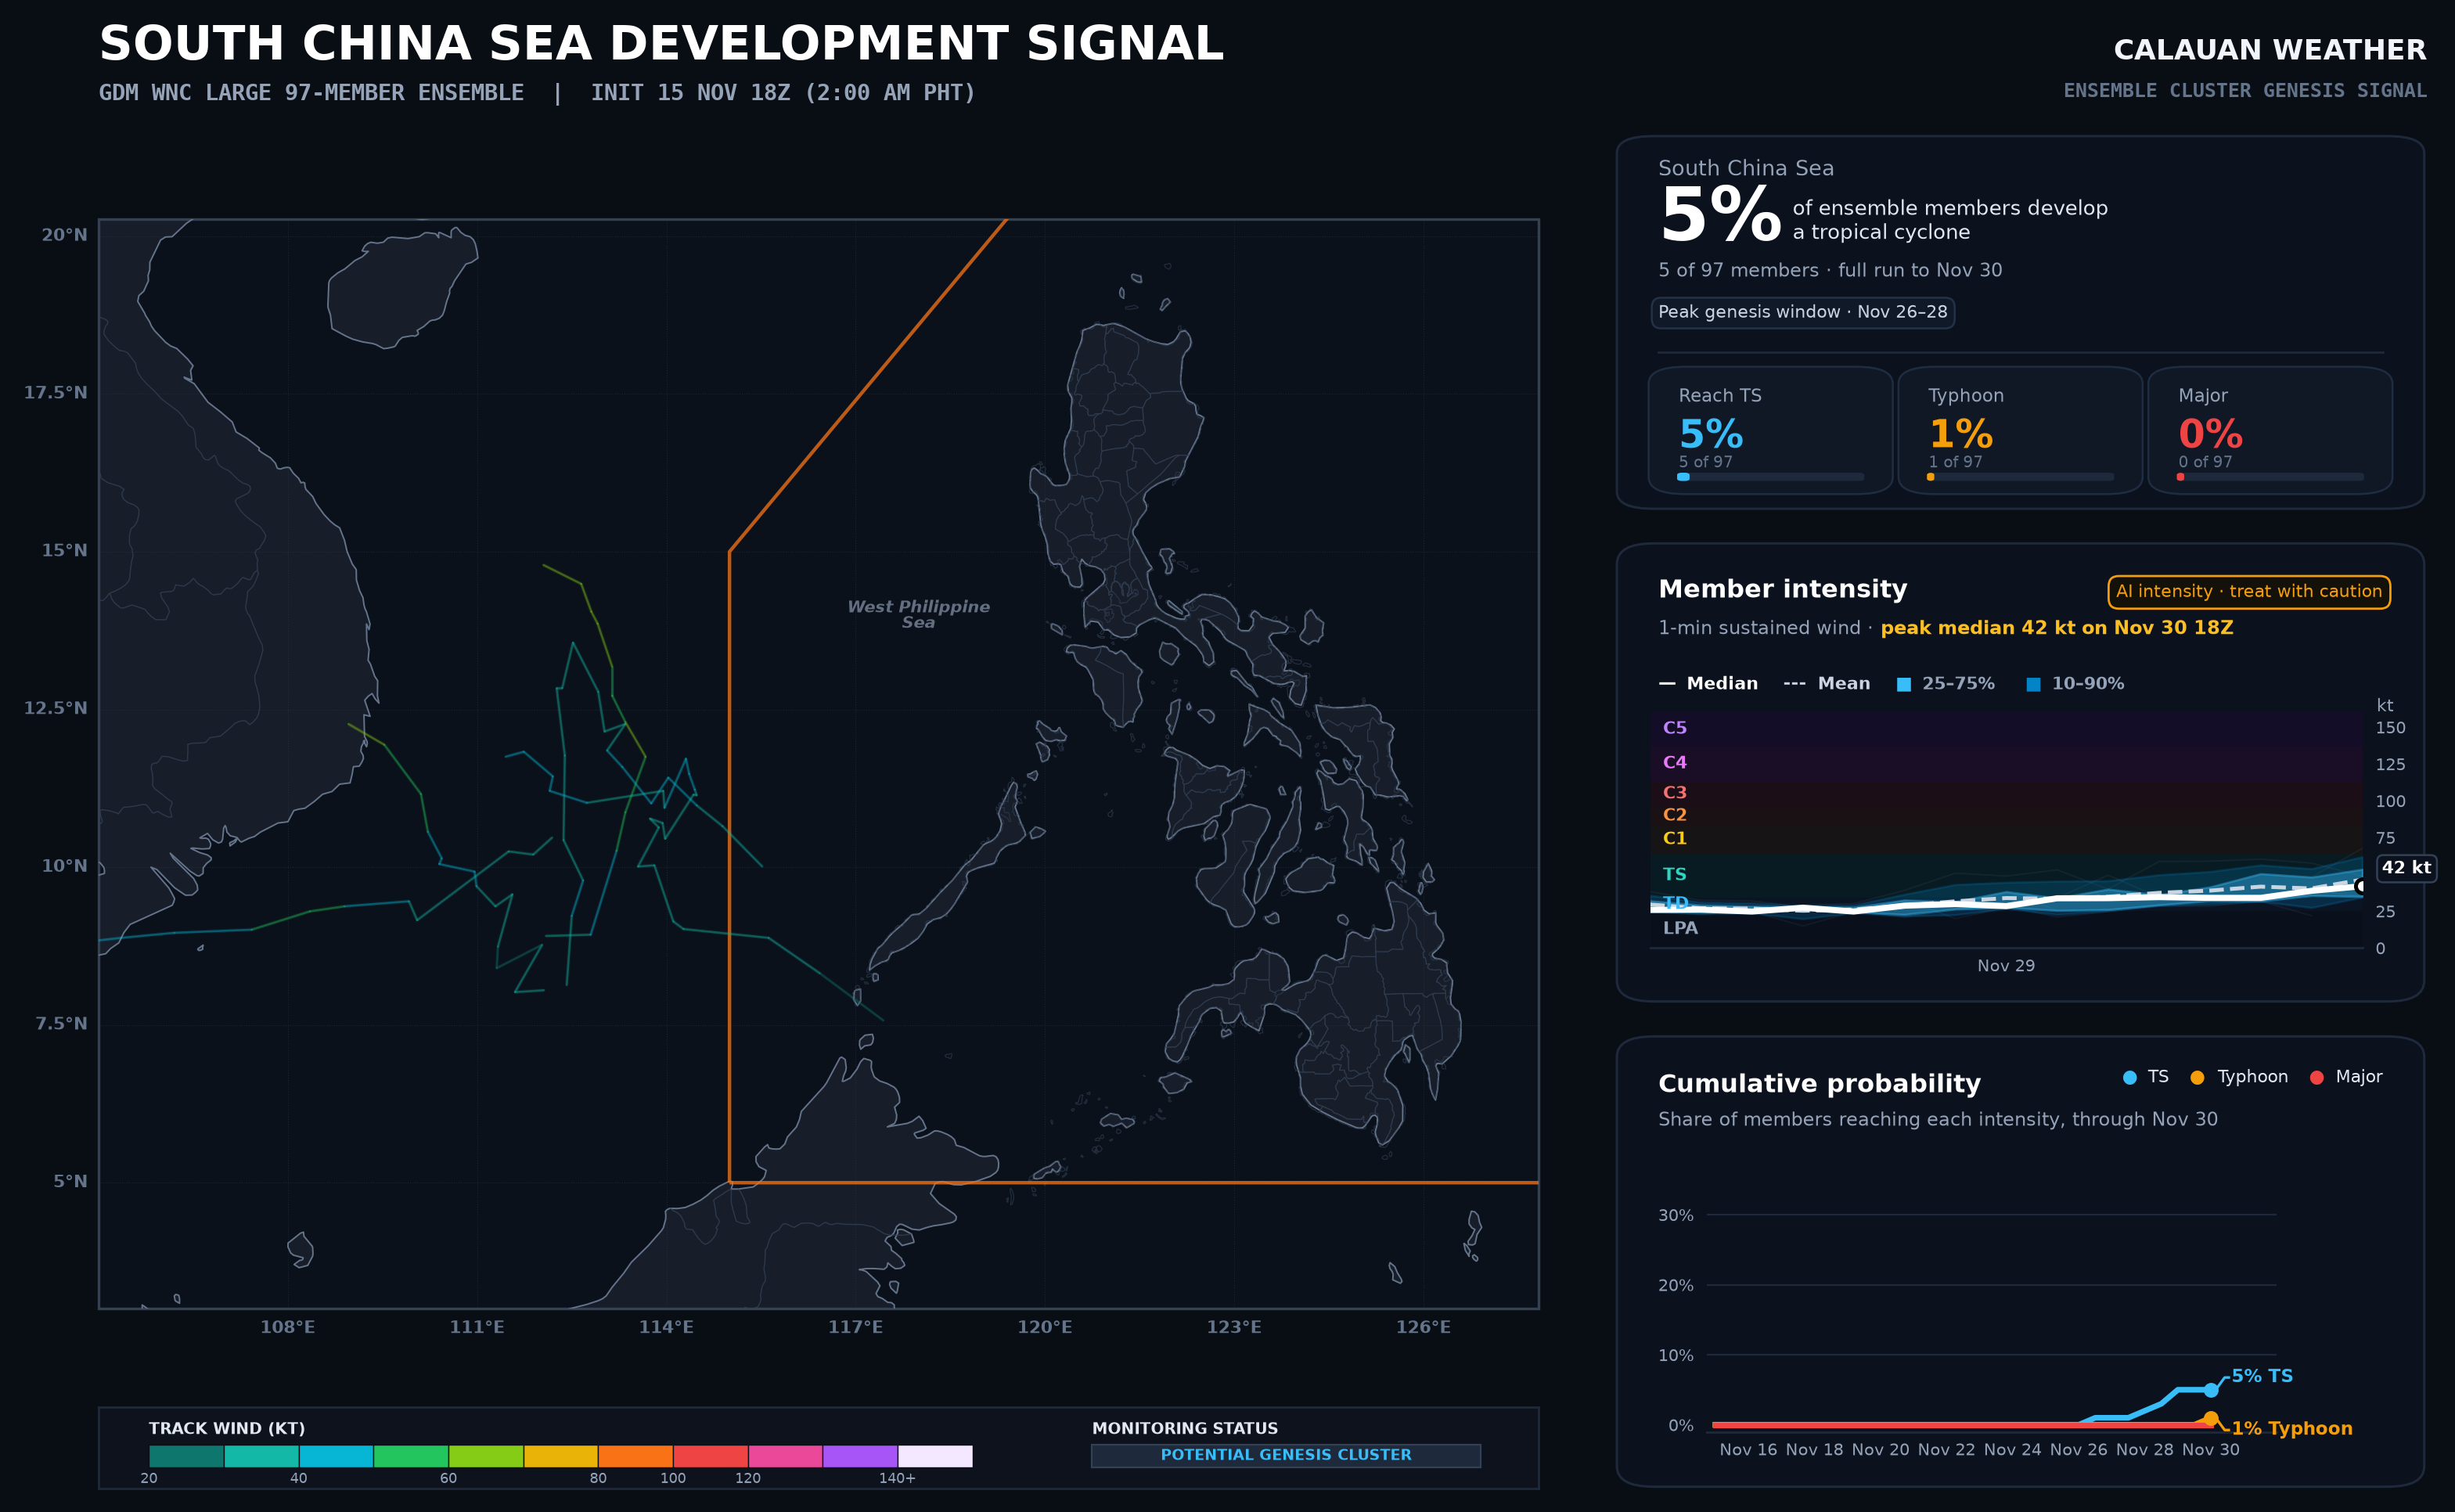 SOUTH CHINA SEA DEVELOPMENT SIGNAL
GDM WNC LARGE 97-MEMBER ENSEMBLE | INIT 15 NOV 18Z (2:00 AM PHT)
CALAUAN WEATHER
ENSEMBLE CLUSTER GENESIS SIGNAL
20°N
17.5°N
15°N
12.5°N
10°N
7.5°N
5°N
West Philippine
Sea
108°E 111°E 114°E 117°E 120°E 123°E 126°E
TRACK WIND (KT)
20 40 60 80 100 120 140+
MONITORING STATUS
POTENTIAL GENESIS CLUSTER
South China Sea
5% of ensemble members develop
a tropical cyclone
5 of 97 members · full run to Nov 30
Peak genesis window · Nov 26–28
Reach TS
5%
5 of 97
Typhoon
1%
1 of 97
Major
0%
0 of 97
Member intensity
AI intensity · treat with caution
1-min sustained wind · peak median 42 kt on Nov 30 18Z
Median Mean 25–75% 10–90%
kt
C5
C4
C3
C2
C1
TS
TD
LPA
150
125
100
75
42 kt
25
0
Nov 29
Cumulative probability
TS Typhoon Major
Share of members reaching each intensity, through Nov 30
30%
20%
10%
0%
5% TS
1% Typhoon
Nov 16 Nov 18 Nov 20 Nov 22 Nov 24 Nov 26 Nov 28 Nov 30